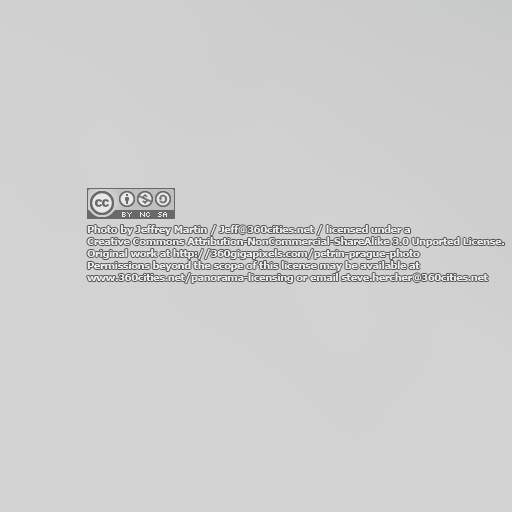 cc
BY NC SA
Photo by Jeffrey Martin / Jeff@360cities.net / licensed under a
Creative Commons Attribution-NonCommercial-ShareAlike 3.0 Unported License.
Original work at http://360gigapixels.com/petrin-prague-photo
Permissions beyond the scope of this license may be available at
www.360cities.net/panorama-licensing or email steve.hercher@360cities.net